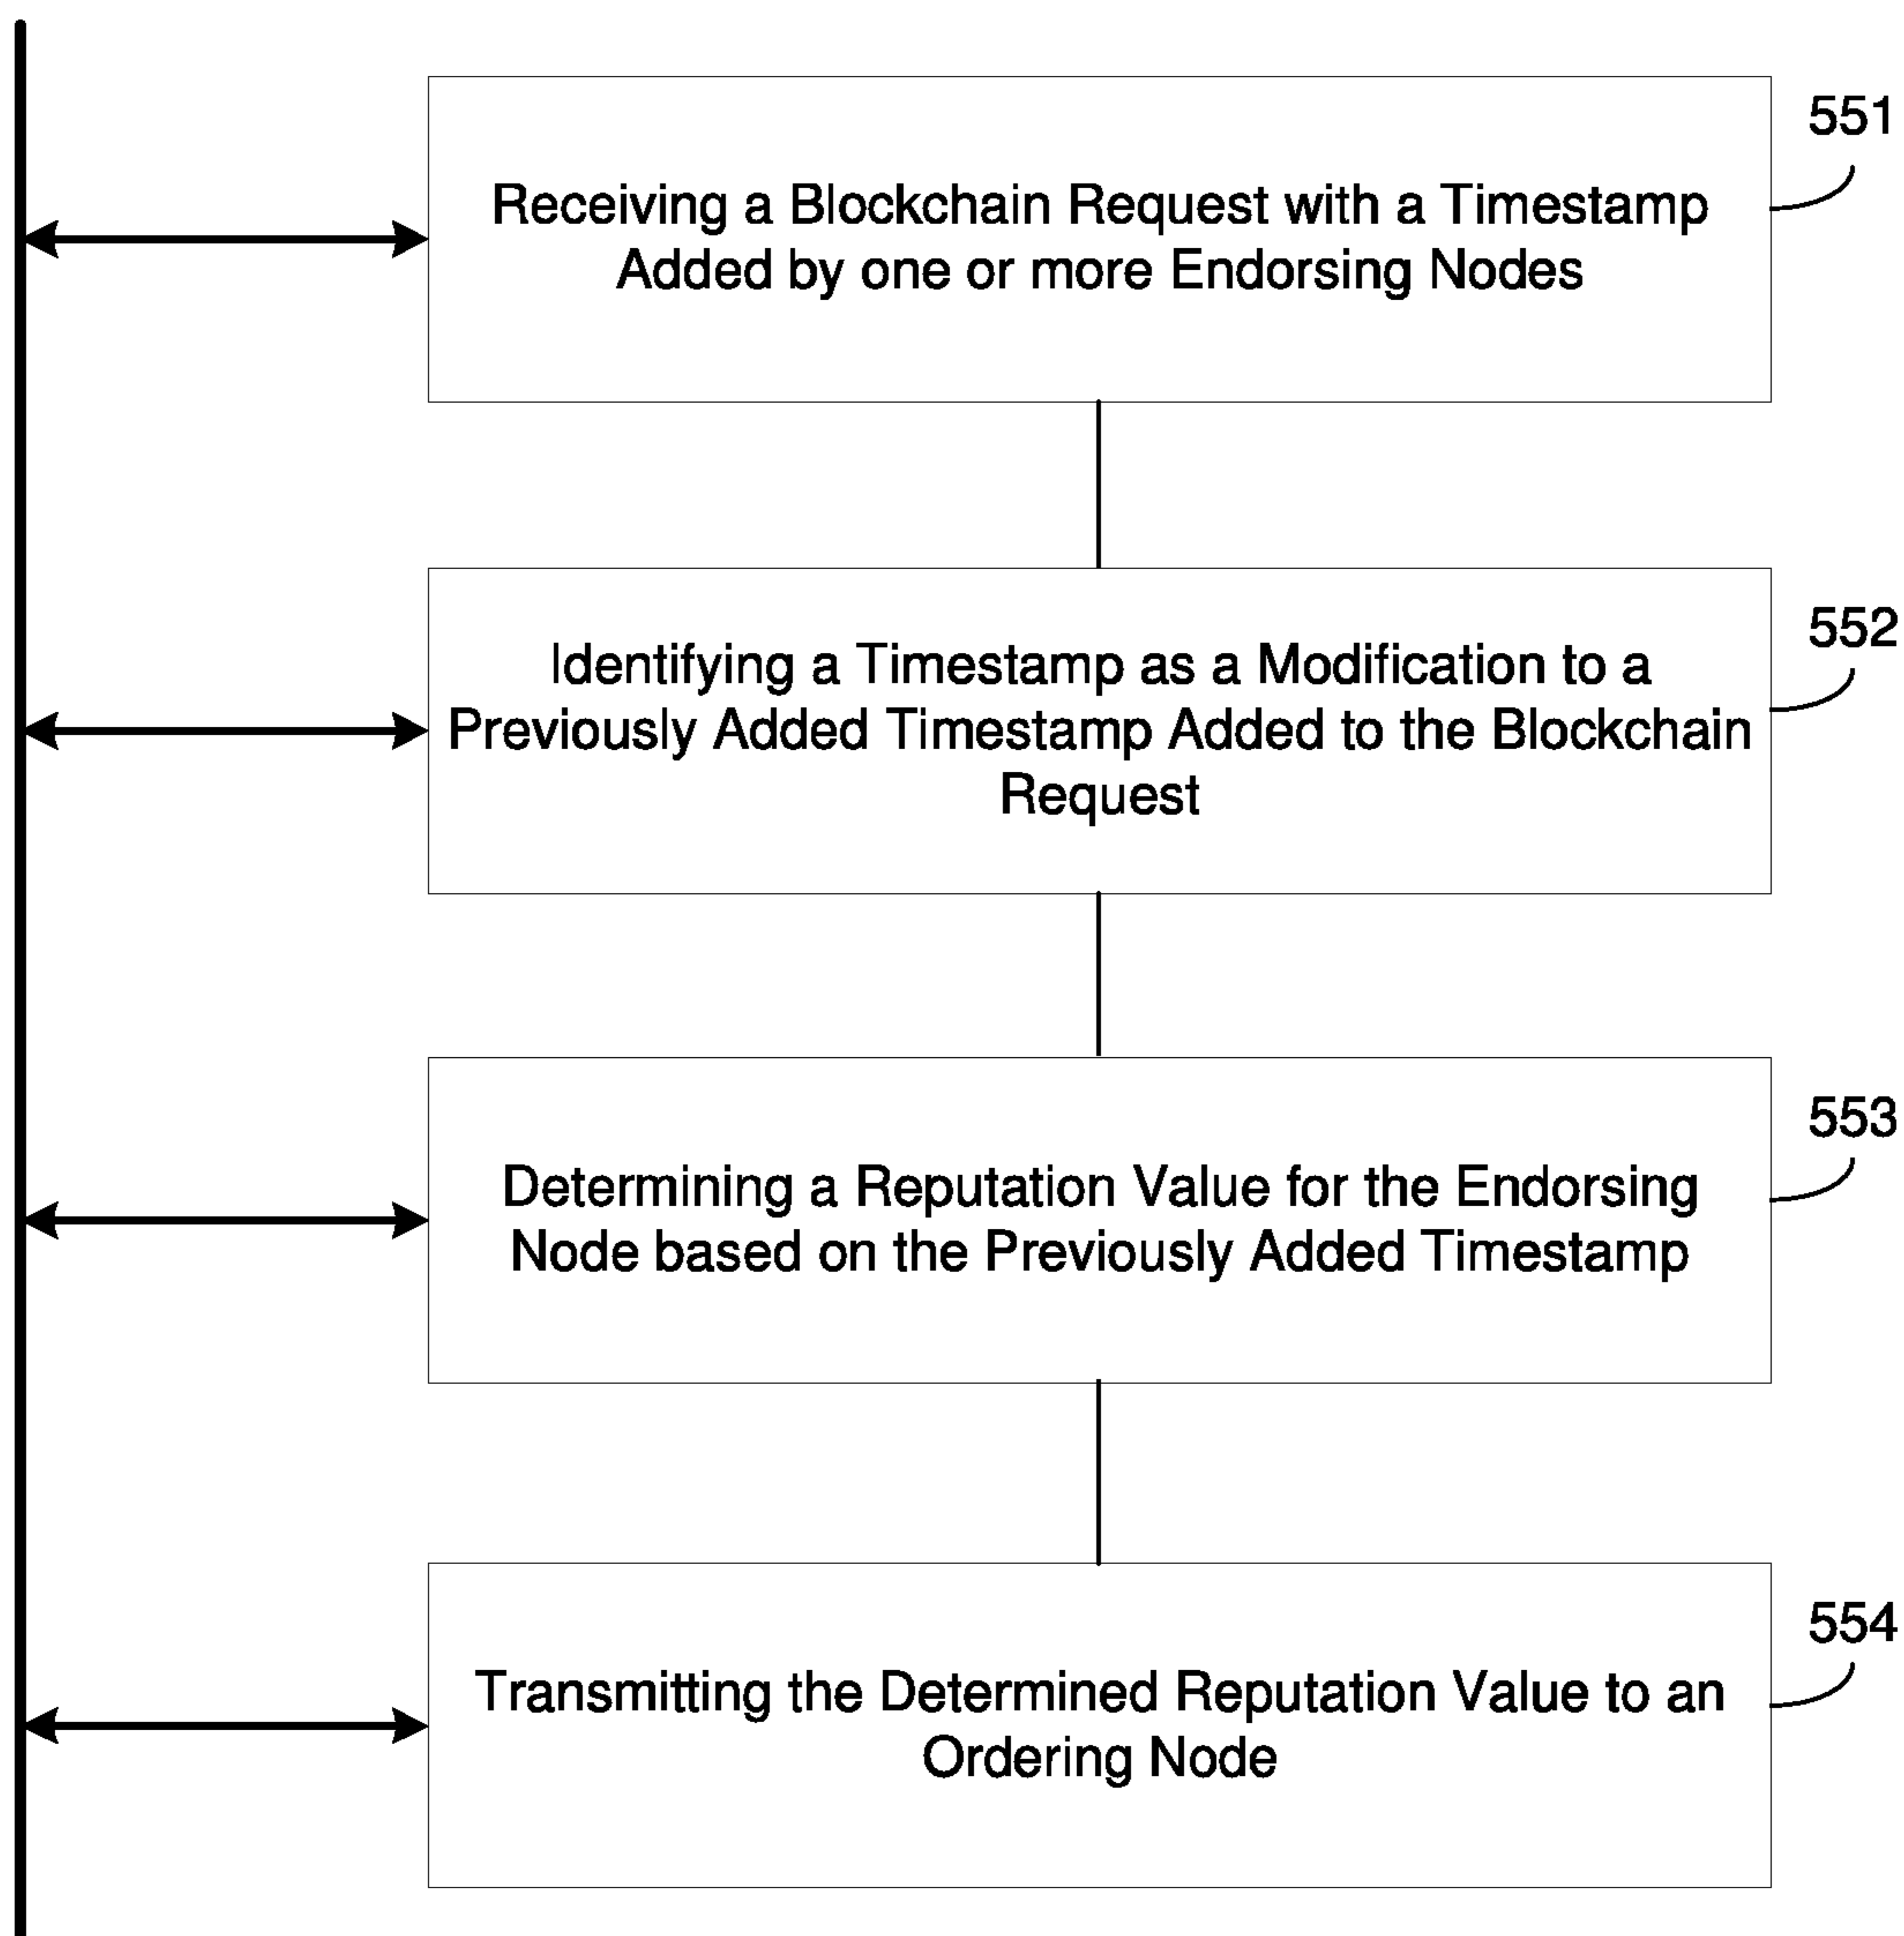 551
Receiving a Blockchain Request with a Timestamp
Added by one or more Endorsing Nodes
552
Identifying a Timestamp as a Modification to a
Previously Added Timestamp Added to the Blockchain
Request
553
Determining a Reputation Value for the Endorsing
Node based on the Previously Added Timestamp
554
Transmitting the Determined Reputation Value to an
Ordering Node